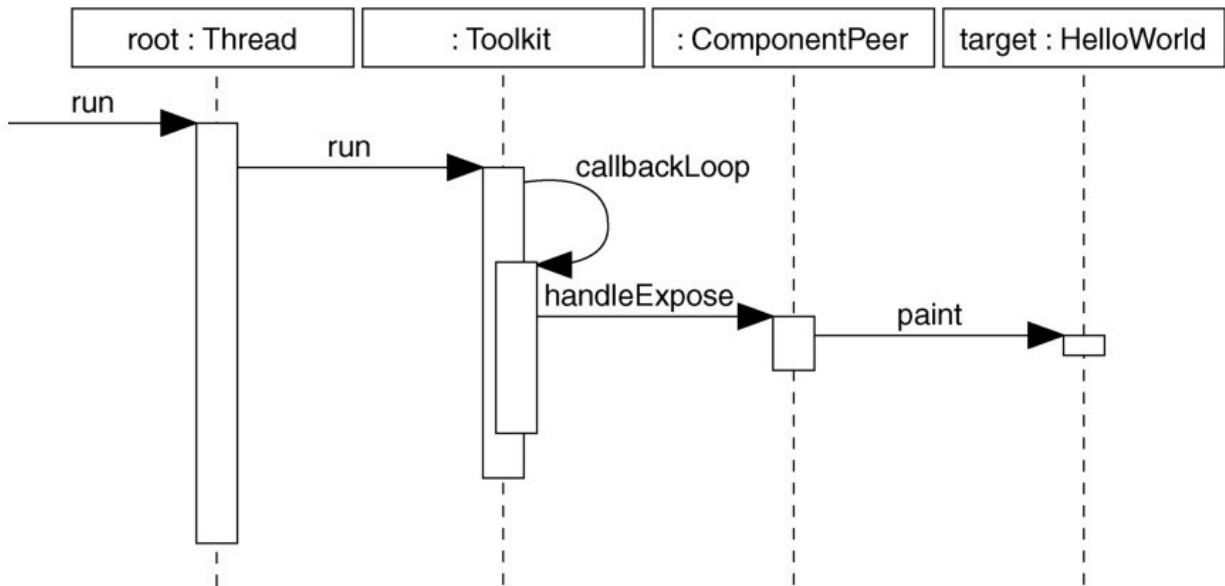 root : Thread
: Toolkit
: ComponentPeer
target : HelloWorld
run
run
callbackLoop
handleExpose
paint